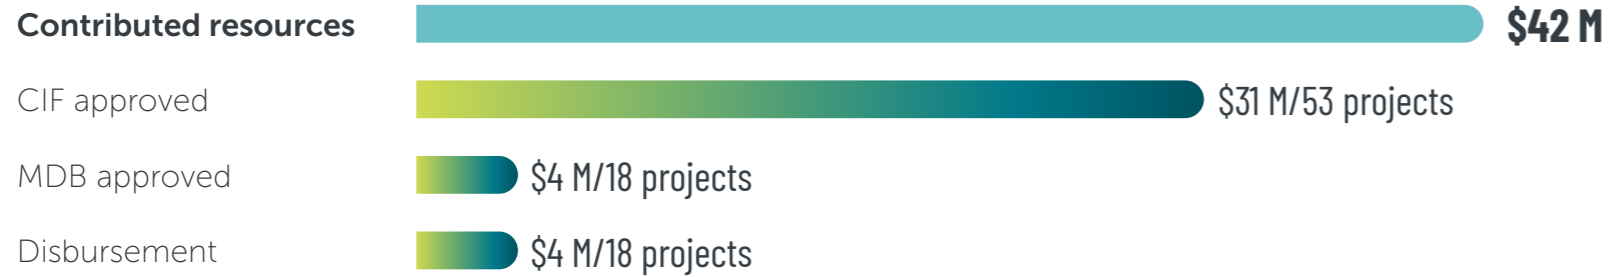 Contributed resources $42 M
CIF approved $31 M/53 projects
MDB approved $4 M/18 projects
Disbursement $4 M/18 projects